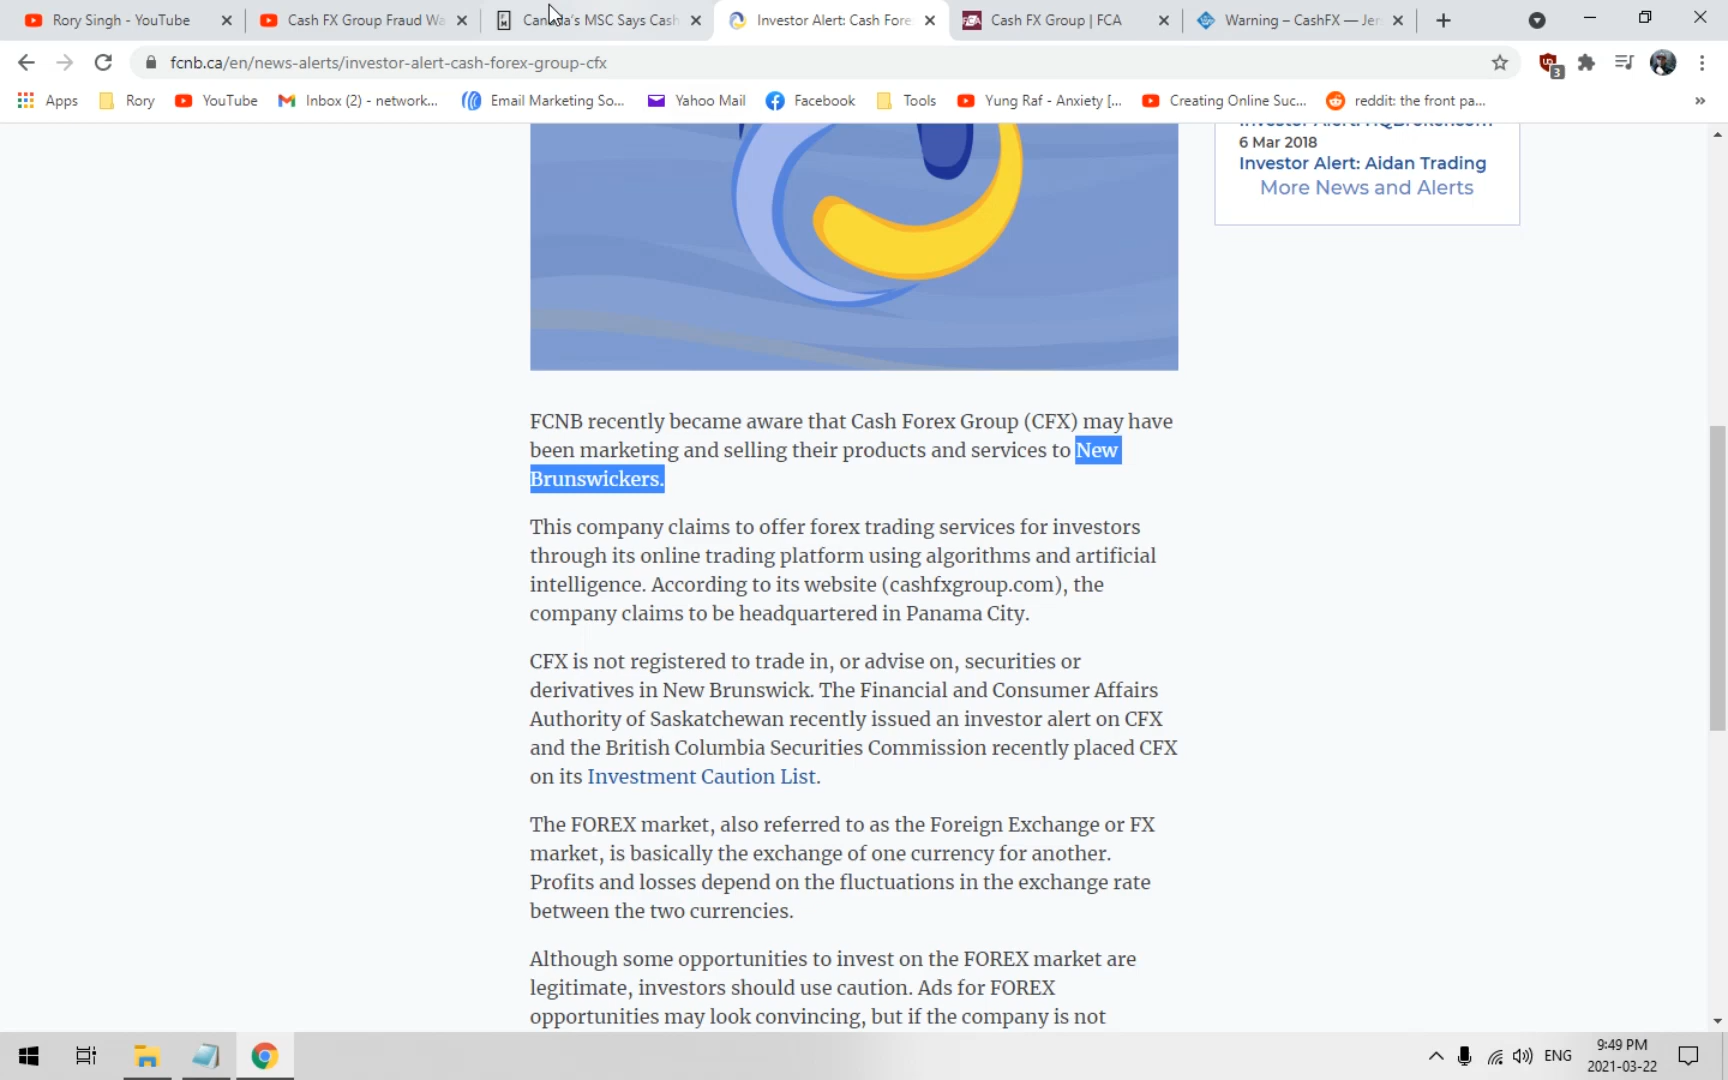 Rory Singh - YouTube
Cash FX Group Fraud Wa
Canada's MSC Says Cash
Investor Alert: Cash Fore
Cash FX Group | FCA
Warning – CashFX — Jer
fcnb.ca/en/news-alerts/investor-alert-cash-forex-group-cfx
3
Apps
Rory
YouTube
Inbox (2) - network...
Email Marketing So...
Yahoo Mail
Facebook
Tools
Yung Raf - Anxiety [...
Creating Online Suc...
reddit: the front pa...
»
6 Mar 2018
Investor Alert: Aidan Trading
More News and Alerts
FCNB recently became aware that Cash Forex Group (CFX) may have
been marketing and selling their products and services to New
Brunswickers.
This company claims to offer forex trading services for investors
through its online trading platform using algorithms and artificial
intelligence. According to its website (cashfxgroup.com), the
company claims to be headquartered in Panama City.
CFX is not registered to trade in, or advise on, securities or
derivatives in New Brunswick. The Financial and Consumer Affairs
Authority of Saskatchewan recently issued an investor alert on CFX
and the British Columbia Securities Commission recently placed CFX
on its Investment Caution List.
The FOREX market, also referred to as the Foreign Exchange or FX
market, is basically the exchange of one currency for another.
Profits and losses depend on the fluctuations in the exchange rate
between the two currencies.
Although some opportunities to invest on the FOREX market are
legitimate, investors should use caution. Ads for FOREX
opportunities may look convincing, but if the company is not
ENG
9:49 PM
2021-03-22